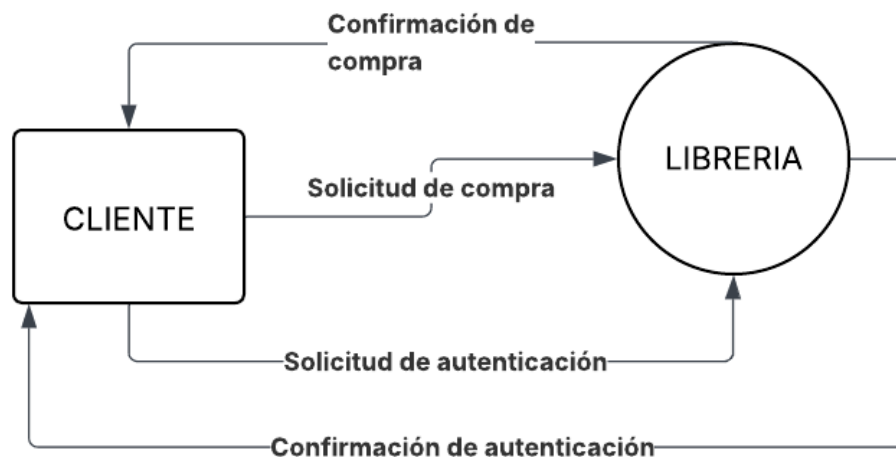 Confirmación de
compra
LIBRERIA
Solicitud de compra
CLIENTE
Solicitud de autenticación
Confirmación de autenticación